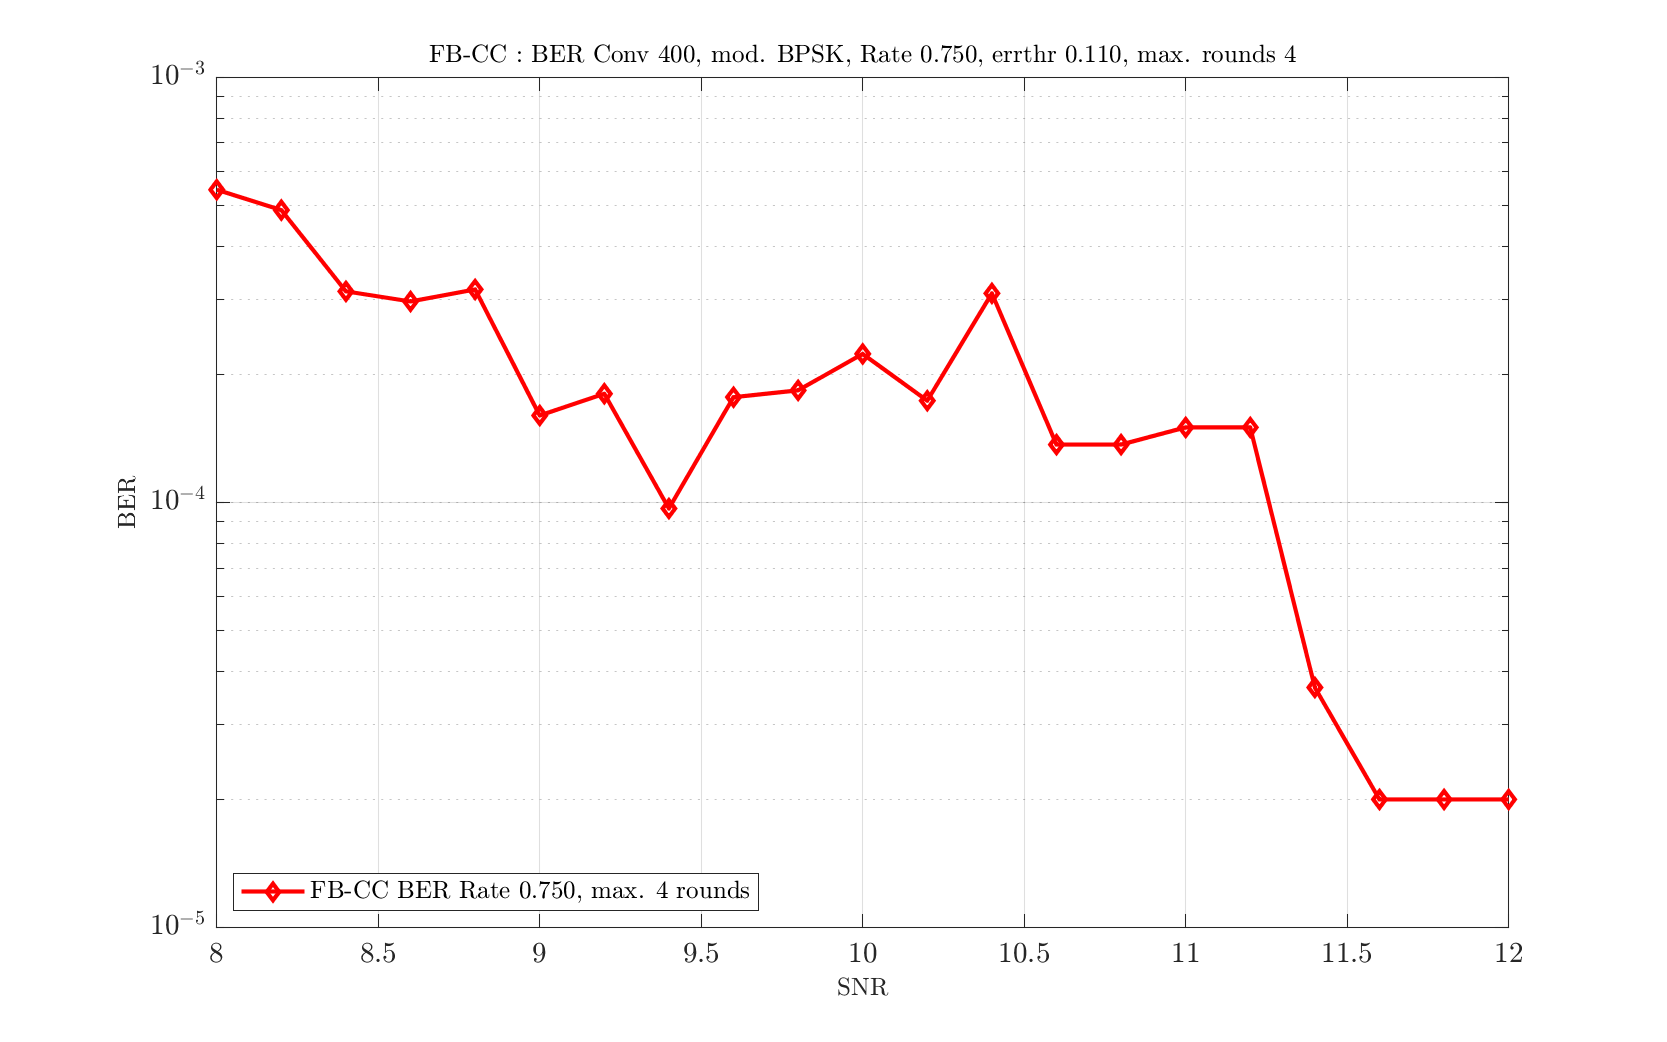 FB-CC : BER Conv 400, mod. BPSK, Rate 0.750, errthr 0.110, max. rounds 4
10⁻³
10⁻⁴
10⁻⁵
BER
FB-CC BER Rate 0.750, max. 4 rounds
8 8.5 9 9.5 10 10.5 11 11.5 12
SNR